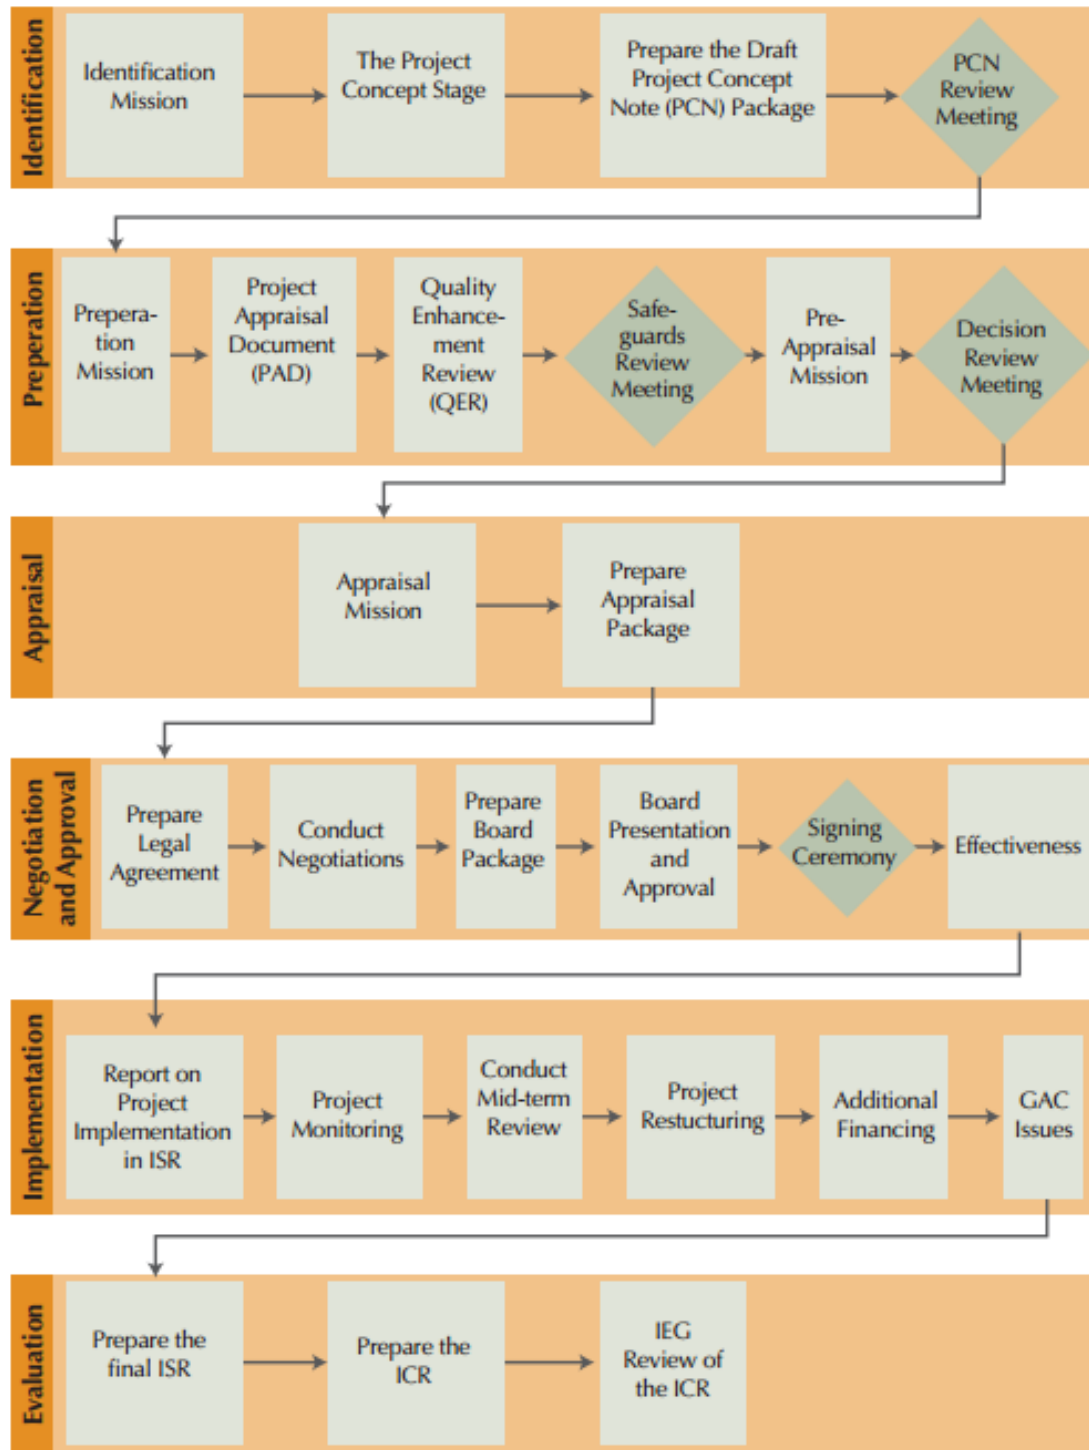 Identification
Identification
Mission
The Project
Concept Stage
Prepare the Draft
Project Concept
Note (PCN) Package
PCN
Review
Meeting
Preperation
Prepera-
tion
Mission
Project
Appraisal
Document
(PAD)
Quality
Enhance-
ment
Review
(QER)
Safe-
guards
Review
Meeting
Pre-
Appraisal
Mission
Decision
Review
Meeting
Appraisal
Appraisal
Mission
Prepare
Appraisal
Package
Negotiation
and Approval
Prepare
Legal
Agreement
Conduct
Negotiations
Prepare
Board
Package
Board
Presentation
and
Approval
Signing
Ceremony
Effectiveness
Implementation
Report on
Project
Implementation
in ISR
Project
Monitoring
Conduct
Mid-term
Review
Project
Restucturing
Additional
Financing
GAC
Issues
Evaluation
Prepare the
final ISR
Prepare the
ICR
IEG
Review of
the ICR